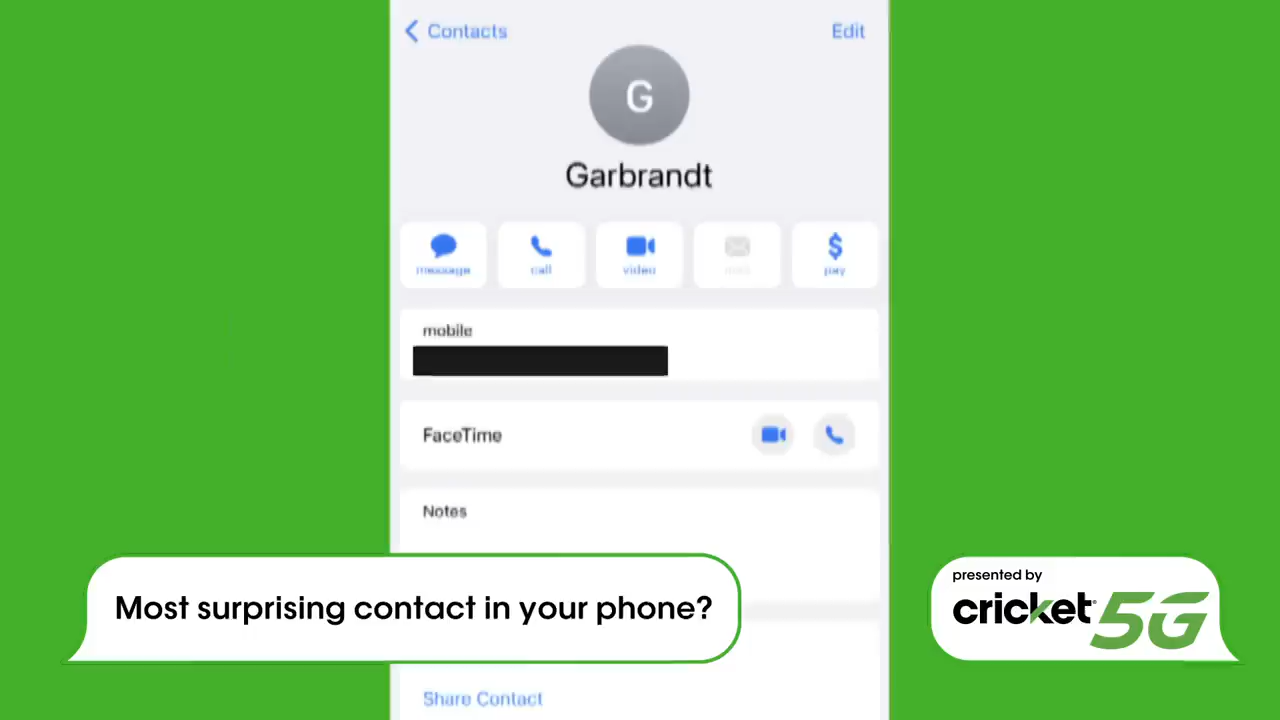 Contacts
Edit
G
Garbrandt
message
call
video
pay
mobile
FaceTime
Notes
Most surprising contact in your phone?
presented by
cricket 5G
Share Contact